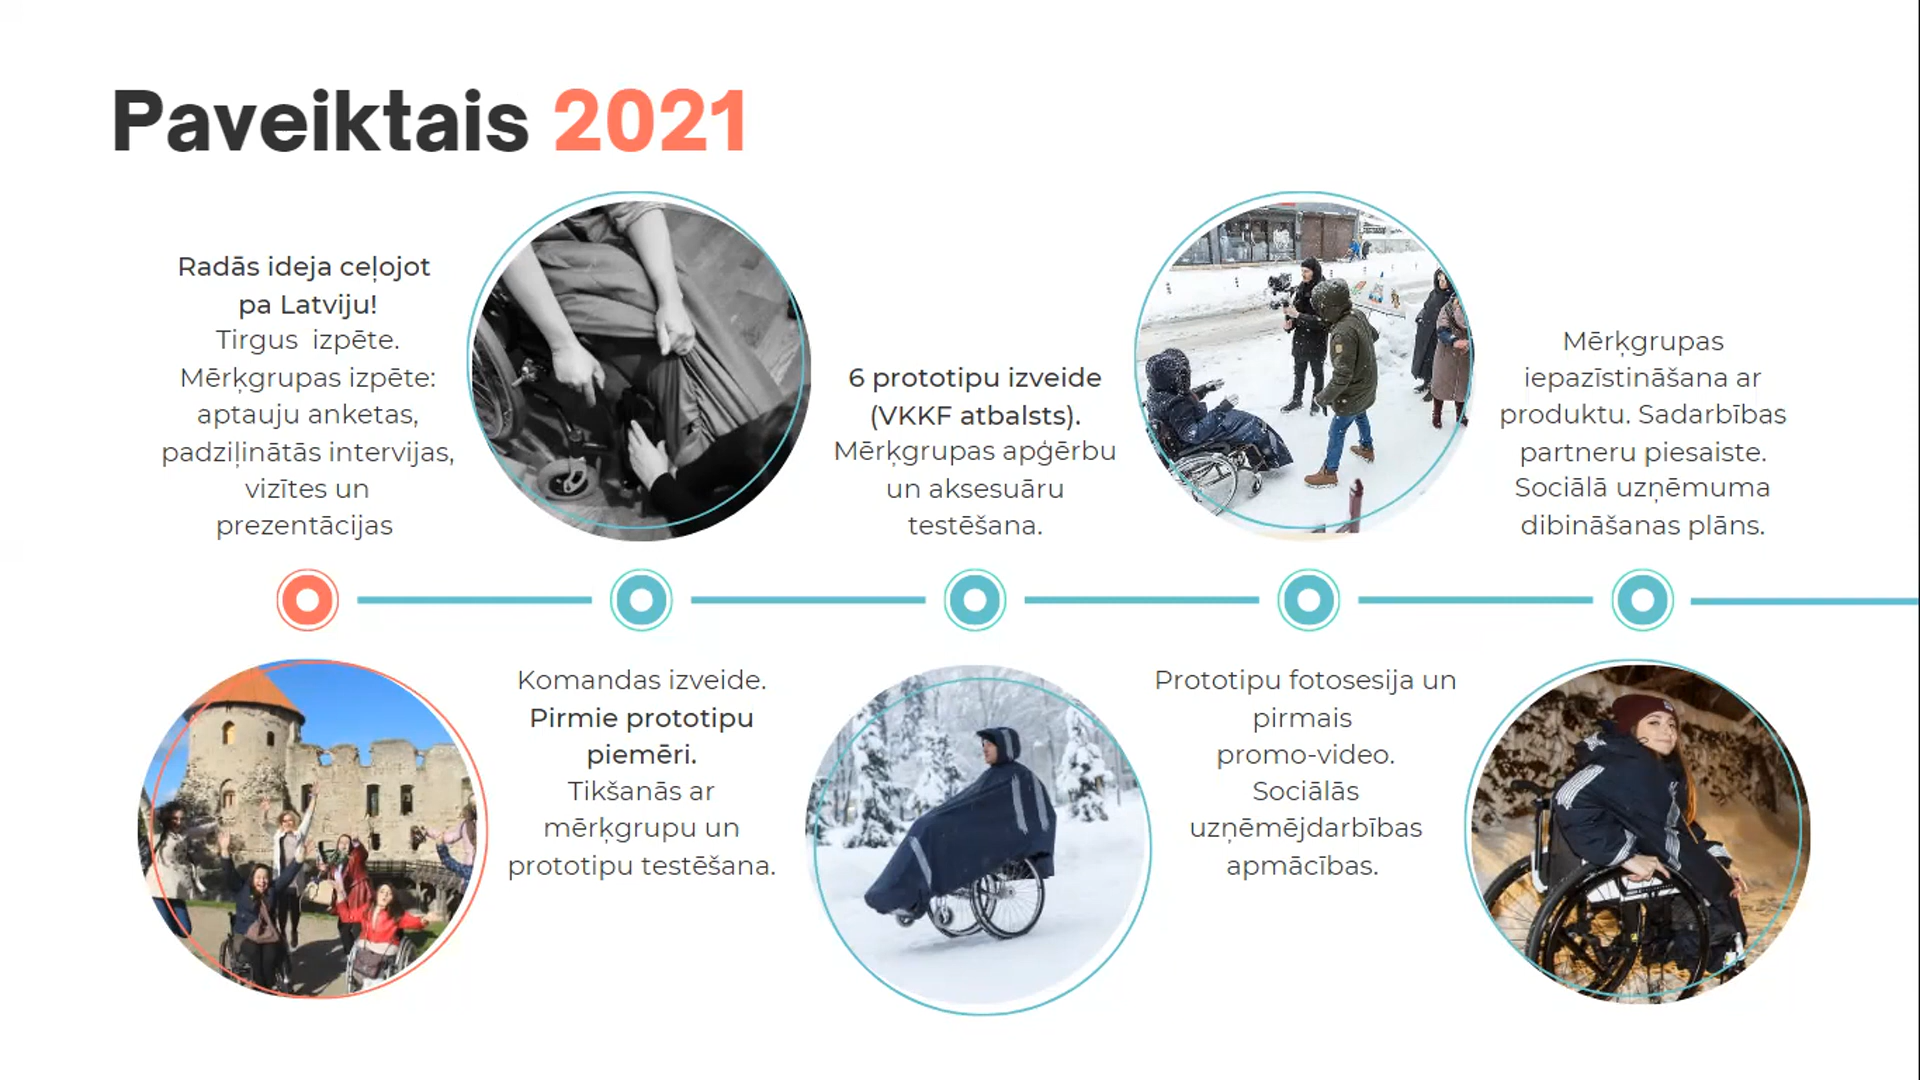 Paveiktais 2021
Radās ideja ceļojot
pa Latviju!
Tirgus izpēte.
Mērķgrupas izpēte:
aptauju anketas,
padziļinātās intervijas,
vizītes un
prezentācijas
Komandas izveide.
Pirmie prototipu
piemēri.
Tikšanās ar
mērķgrupu un
prototipu testēšana.
6 prototipu izveide
(VKKF atbalsts).
Mērķgrupas apģērbu
un aksesuāru
testēšana.
Prototipu fotosesija un
pirmais
promo-video.
Sociālās
uzņēmējdarbības
apmācības.
Mērķgrupas
iepazīstināšana ar
produktu. Sadarbības
partneru piesaiste.
Sociālā uzņēmuma
dibināšanas plāns.